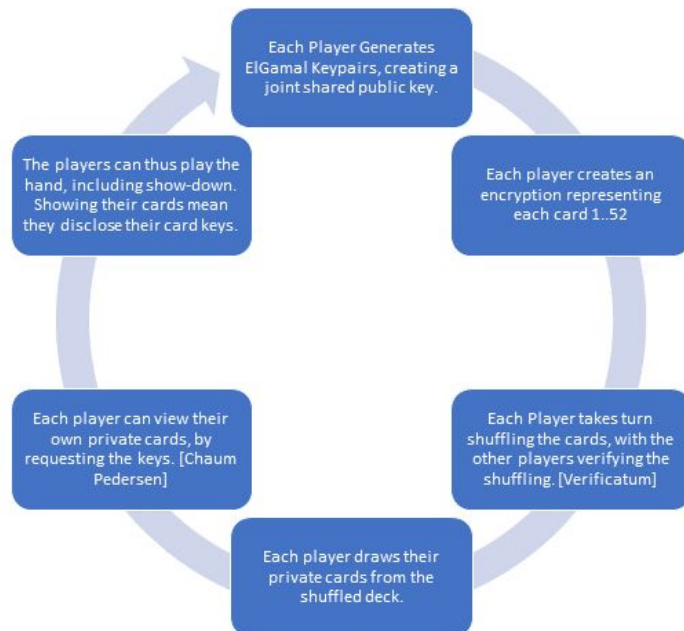 Each Player Generates
ElGamal Keypairs, creating a
joint shared public key.
Each player creates an
encryption representing
each card 1..52
Each Player takes turn
shuffling the cards, with the
other players verifying the
shuffling. [Verificatum]
Each player draws their
private cards from the
shuffled deck.
Each player can view their
own private cards, by
requesting the keys. [Chaum
Pedersen]
The players can thus play the
hand, including show-down.
Showing their cards mean
they disclose their card keys.